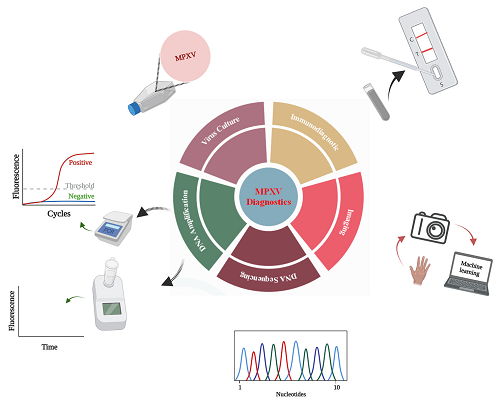 MPXV
C
T
S
Virus Culture
Immunodiagnostic
Fluorescence
Positive
Threshold
Negative
Cycles
DNA Amplification
MPXV
Diagnostics
Imaging
DNA Sequencing
Machine
learning
Fluorescence
Time
1
10
Nucleotides